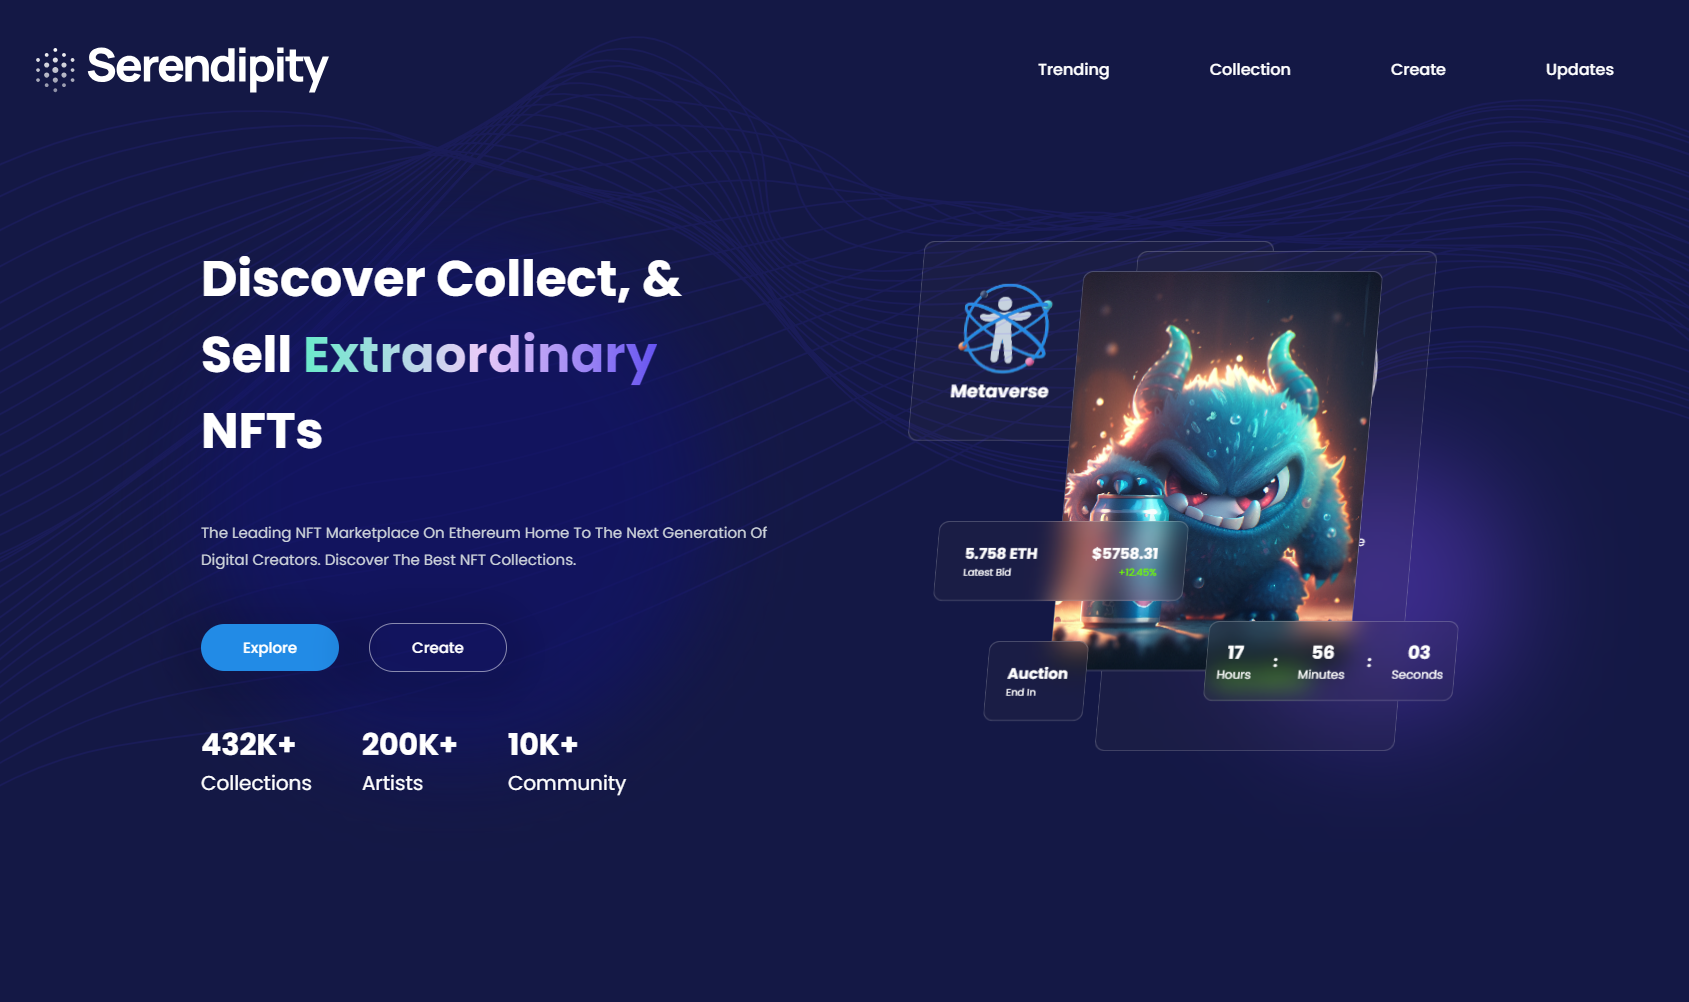 Serendipity
Trending
Collection
Create
Updates
Discover Collect, &
Sell Extraordinary
NFTs
The Leading NFT Marketplace On Ethereum Home To The Next Generation Of
Digital Creators. Discover The Best NFT Collections.
Explore
Create
432K+
Collections
200K+
Artists
10K+
Community
Metaverse
5.758 ETH
Latest Bid
$5758.31
+12.45%
Auction
End In
17 : 56 : 03
Hours Minutes Seconds